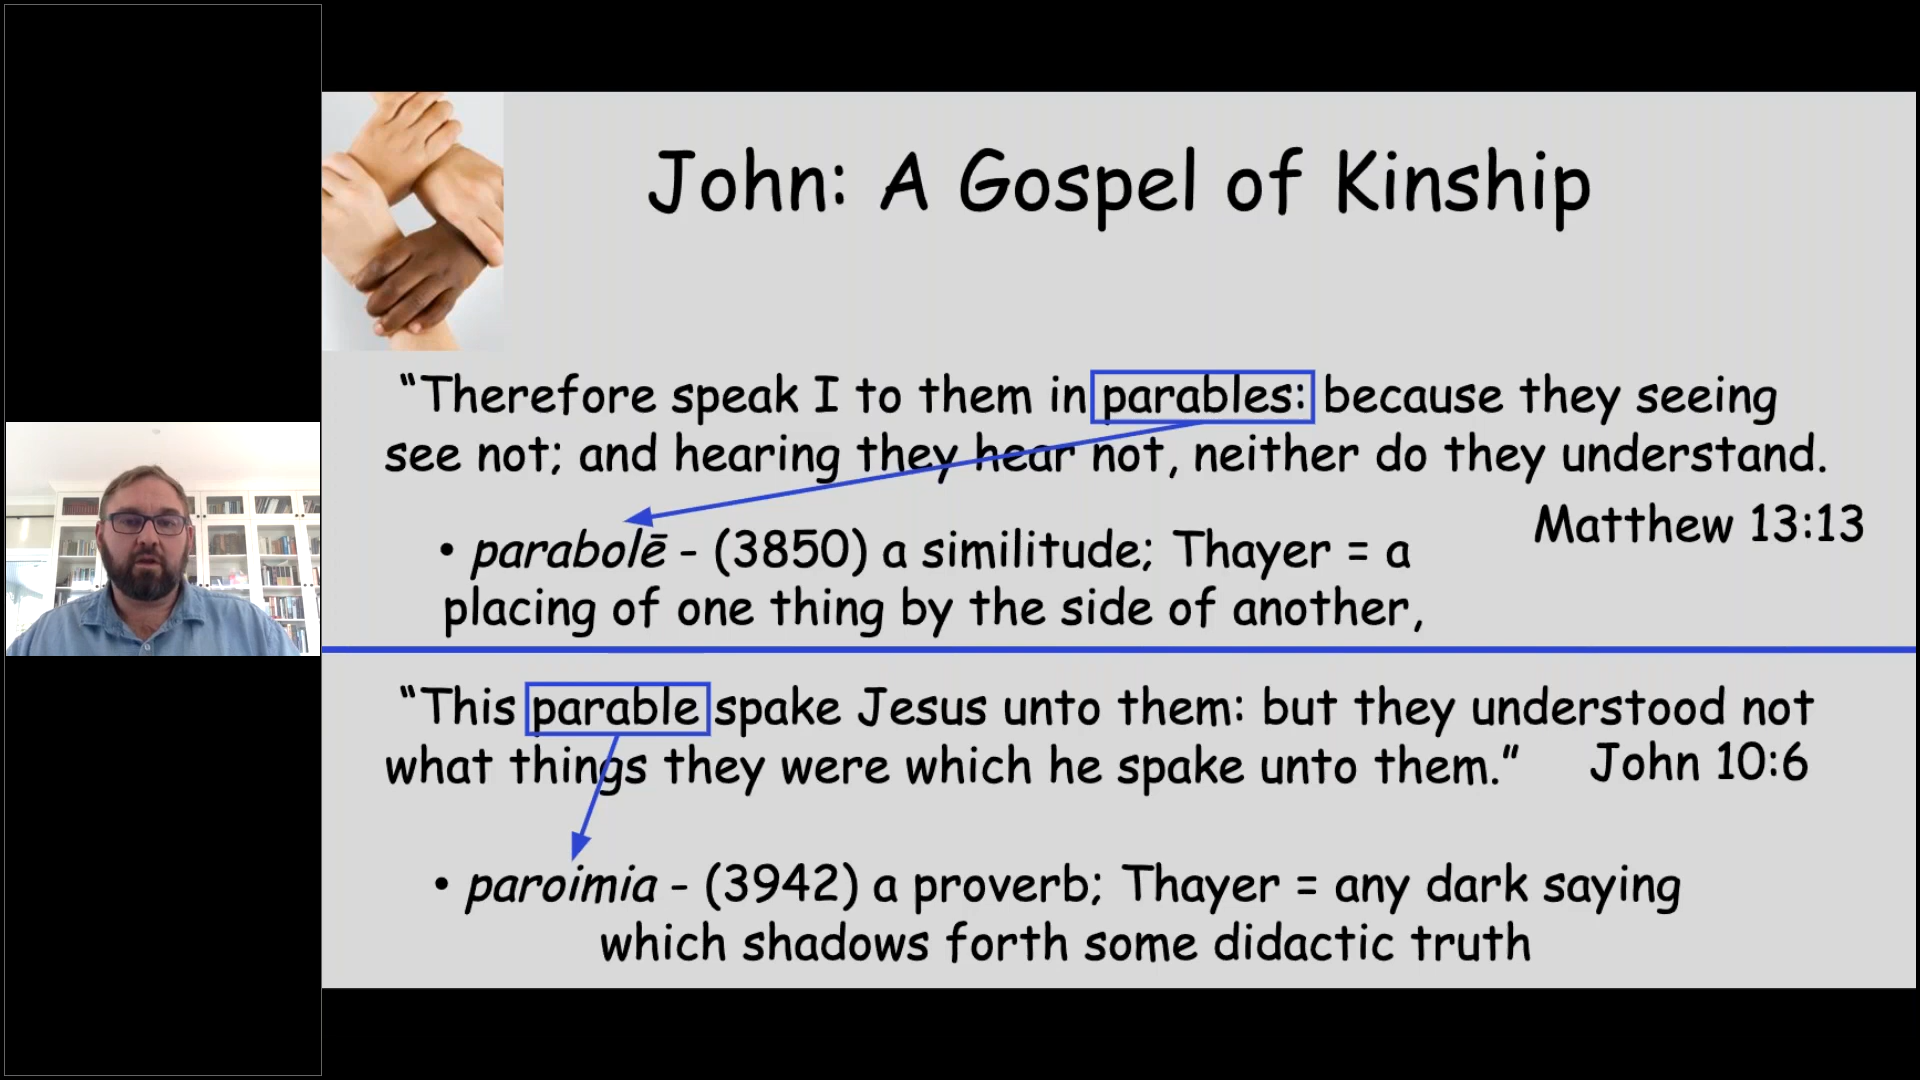 John: A Gospel of Kinship
“Therefore speak I to them in parables: because they seeing
see not; and hearing they hear not, neither do they understand.
Matthew 13:13
• parabolē - (3850) a similitude; Thayer = a
placing of one thing by the side of another,
“This parable spake Jesus unto them: but they understood not
what things they were which he spake unto them.” John 10:6
• paroimia - (3942) a proverb; Thayer = any dark saying
which shadows forth some didactic truth